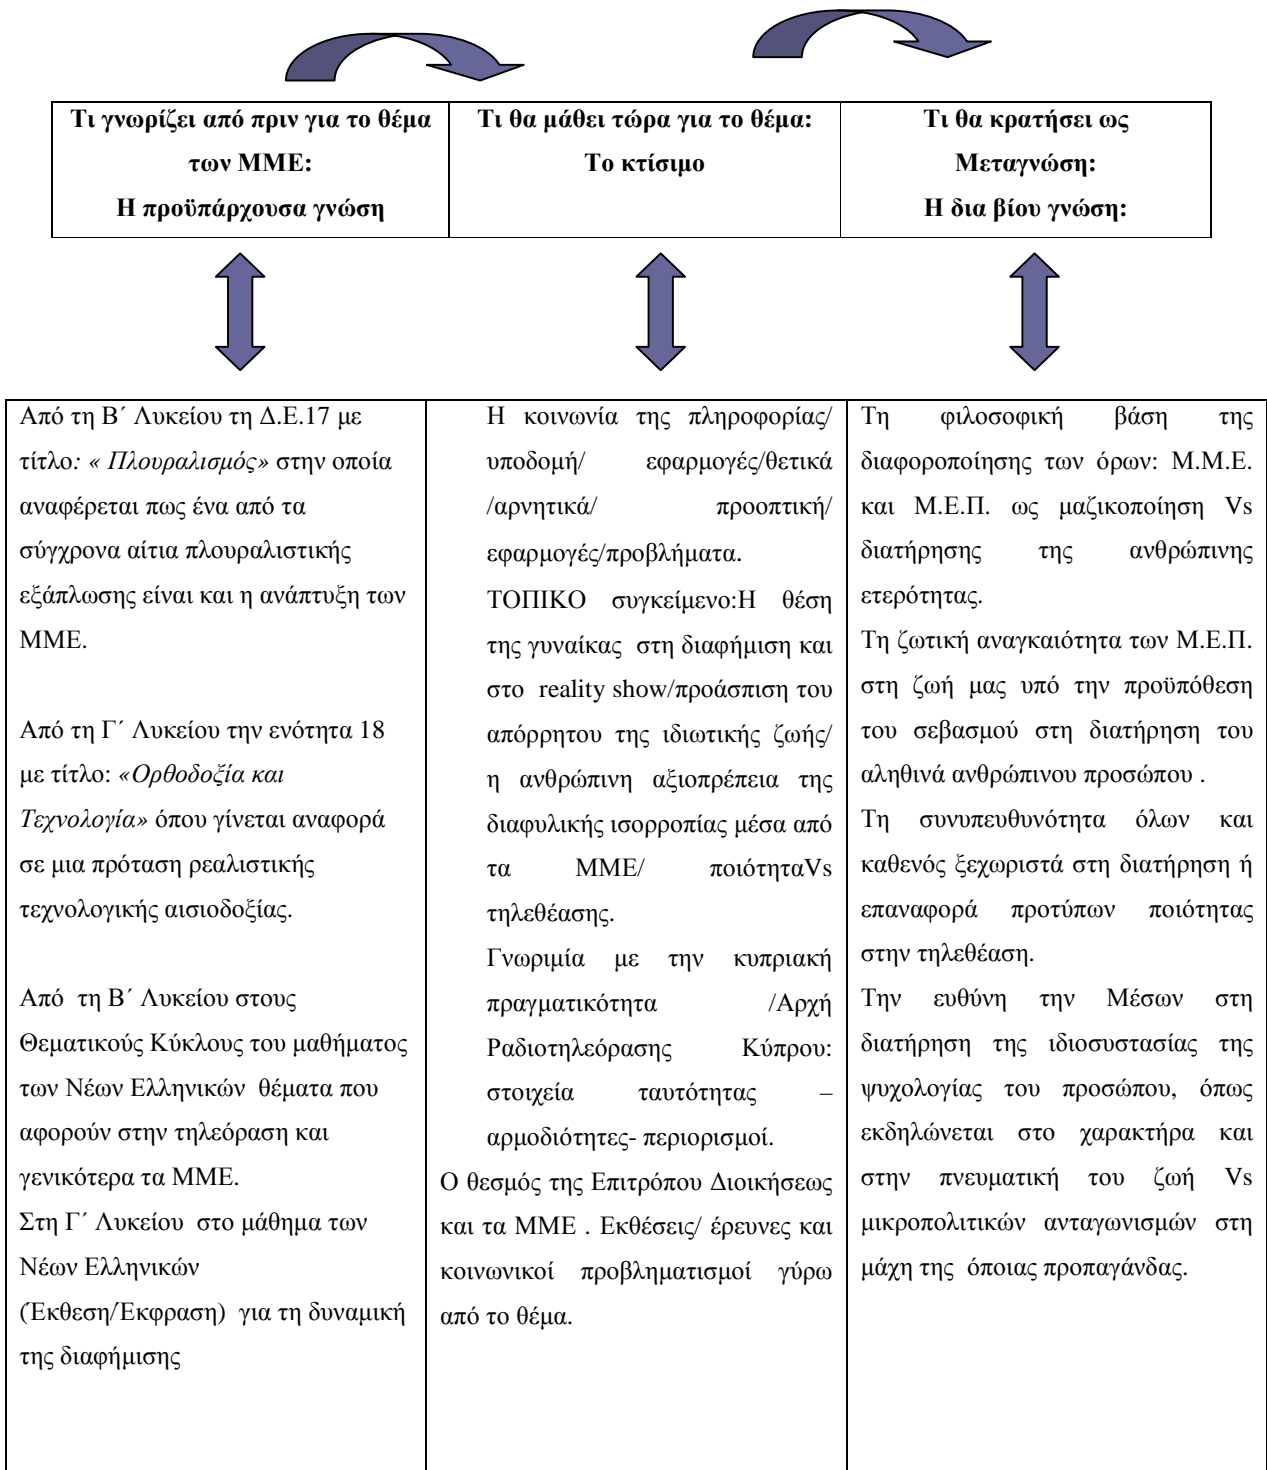 Τι γνωρίζει από πριν για το θέμα
των ΜΜΕ:
Η προϋπάρχουσα γνώση
Τι θα μάθει τώρα για το θέμα:
Το κτίσιμο
Τι θα κρατήσει ως
Μεταγνώση:
Η δια βίου γνώση:
Από τη Β΄ Λυκείου τη Δ.Ε.17 με
τίτλο: « Πλουραλισμός» στην οποία
αναφέρεται πως ένα από τα
σύγχρονα αίτια πλουραλιστικής
εξάπλωσης είναι και η ανάπτυξη των
ΜΜΕ.
Από τη Γ΄ Λυκείου την ενότητα 18
με τίτλο: «Ορθοδοξία και
Τεχνολογία» όπου γίνεται αναφορά
σε μια πρόταση ρεαλιστικής
τεχνολογικής αισιοδοξίας.
Από τη Β΄ Λυκείου στους
Θεματικούς Κύκλους του μαθήματος
των Νέων Ελληνικών θέματα που
αφορούν στην τηλεόραση και
γενικότερα τα ΜΜΕ.
Στη Γ΄ Λυκείου στο μάθημα των
Νέων Ελληνικών
(Έκθεση/Έκφραση) για τη δυναμική
της διαφήμισης
Η κοινωνία της πληροφορίας/
υποδομή/ εφαρμογές/θετικά
/αρνητικά/ προοπτική/
εφαρμογές/προβλήματα.
ΤΟΠΙΚΟ συγκείμενο:Η θέση
της γυναίκας στη διαφήμιση και
στο reality show/προάσπιση του
απόρρητου της ιδιωτικής ζωής/
η ανθρώπινη αξιοπρέπεια της
διαφυλικής ισορροπίας μέσα από
τα ΜΜΕ/ ποιότηταVs
τηλεθέασης.
Γνωριμία με την κυπριακή
πραγματικότητα /Αρχή
Ραδιοτηλεόρασης Κύπρου:
στοιχεία ταυτότητας –
αρμοδιότητες- περιορισμοί.
Ο θεσμός της Επιτρόπου Διοικήσεως
και τα ΜΜΕ . Εκθέσεις/ έρευνες και
κοινωνικοί προβληματισμοί γύρω
από το θέμα.
Τη φιλοσοφική βάση της
διαφοροποίησης των όρων: Μ.Μ.Ε.
και Μ.Ε.Π. ως μαζικοποίηση Vs
διατήρησης της ανθρώπινης
ετερότητας.
Τη ζωτική αναγκαιότητα των Μ.Ε.Π.
στη ζωή μας υπό την προϋπόθεση
του σεβασμού στη διατήρηση του
αληθινά ανθρώπινου προσώπου .
Τη συνυπευθυνότητα όλων και
καθενός ξεχωριστά στη διατήρηση ή
επαναφορά προτύπων ποιότητας
στην τηλεθέαση.
Την ευθύνη την Μέσων στη
διατήρηση της ιδιοσυστασίας της
ψυχολογίας του προσώπου, όπως
εκδηλώνεται στο χαρακτήρα και
στην πνευματική του ζωή Vs
μικροπολιτικών ανταγωνισμών στη
μάχη της όποιας προπαγάνδας.